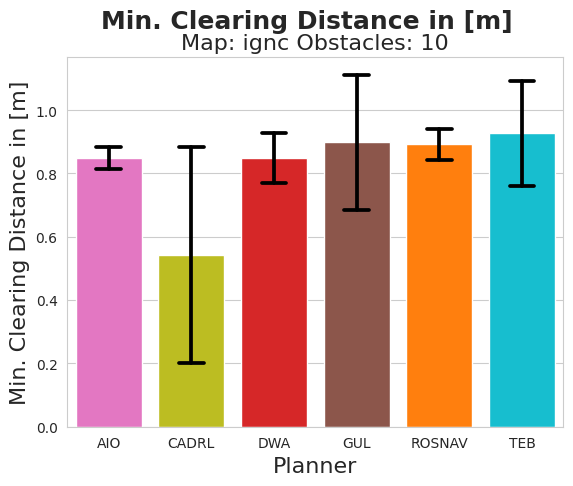 Min. Clearing Distance in [m]
Map: ignc Obstacles: 10
Min. Clearing Distance in [m]
1.0
0.8
0.6
0.4
0.2
0.0
AIO CADRL DWA GUL ROSNAV TEB
Planner